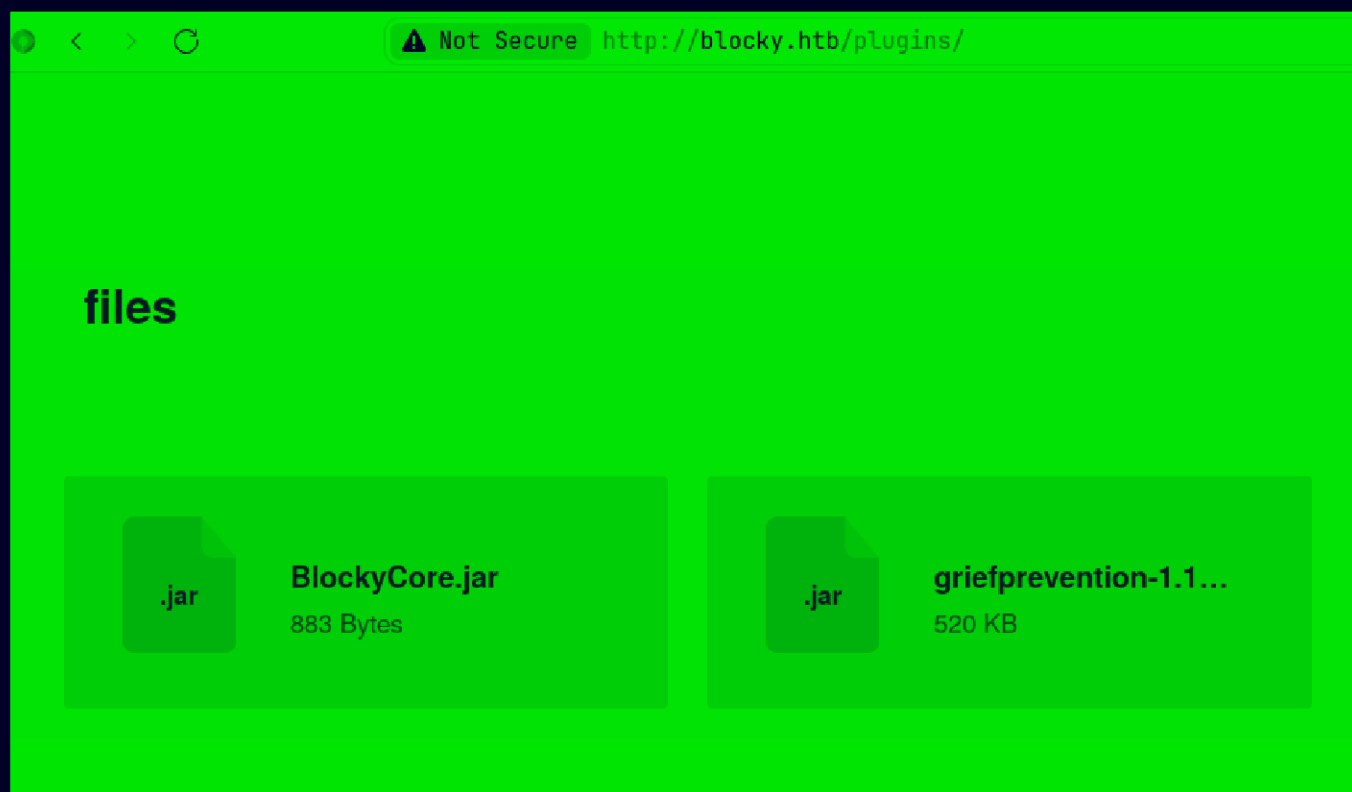 Not Secure http://blocky.htb/plugins/
files
.jar BlockyCore.jar
883 Bytes
.jar griefprevention-1.1...
520 KB